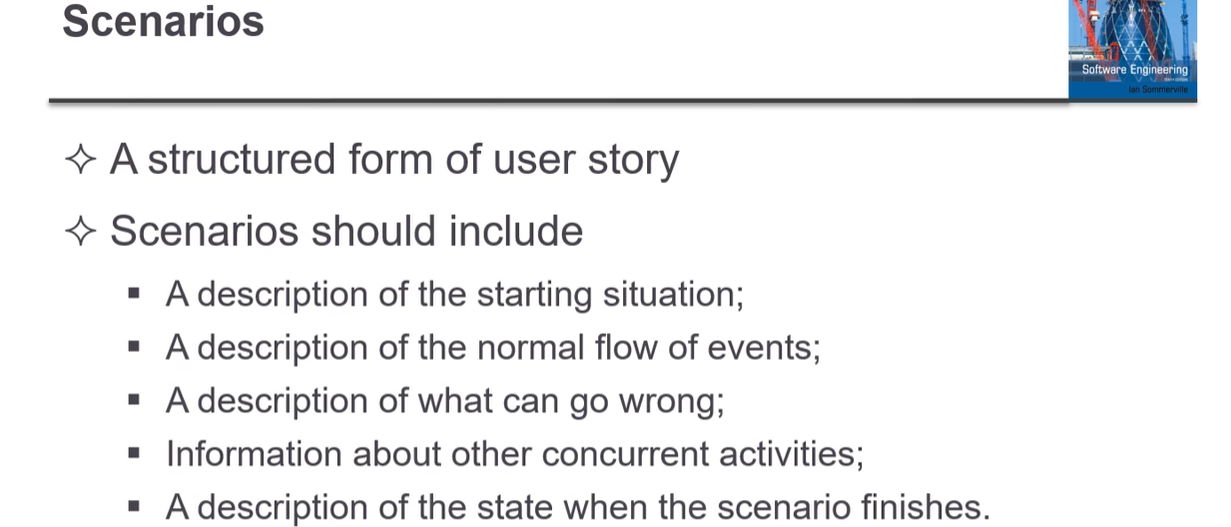 Scenarios
Software Engineering
Ian Sommerville
✧ A structured form of user story
✧ Scenarios should include
▪ A description of the starting situation;
▪ A description of the normal flow of events;
▪ A description of what can go wrong;
▪ Information about other concurrent activities;
▪ A description of the state when the scenario finishes.